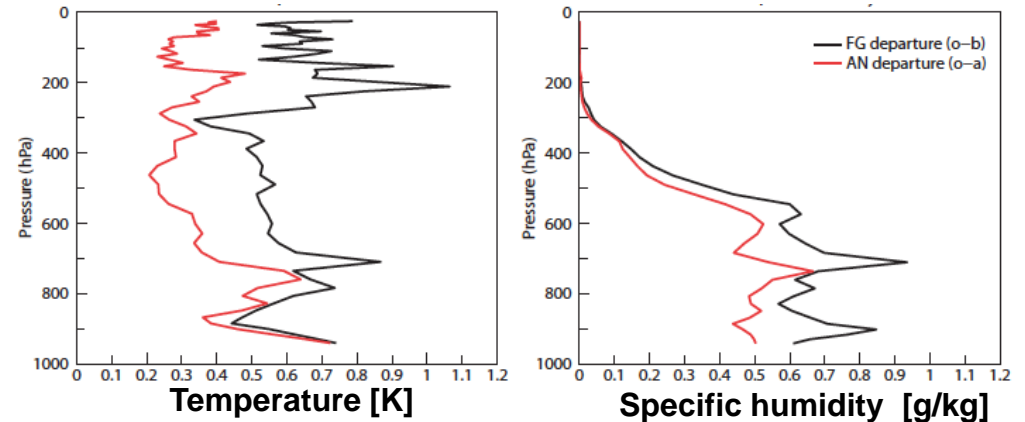 0
200
400
600
800
1000
Pressure (hPa)
0 0.1 0.2 0.3 0.4 0.5 0.6 0.7 0.8 0.9 1 1.1 1.2
Temperature [K]
0
200
400
600
800
1000
Pressure (hPa)
FG departure (o–b)
AN departure (o–a)
0 0.1 0.2 0.3 0.4 0.5 0.6 0.7 0.8 0.9 1 1.1 1.2
Specific humidity [g/kg]